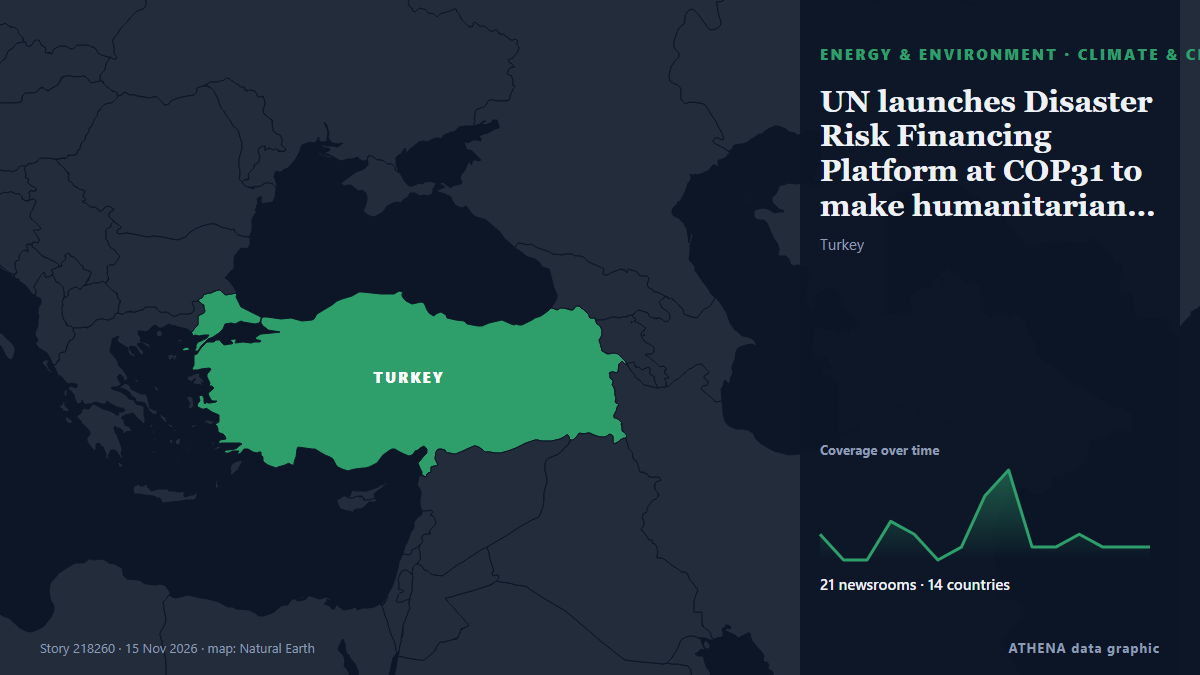 ENERGY & ENVIRONMENT · CLIMATE &
UN launches Disaster
Risk Financing
Platform at COP31 to
make humanitarian...
Turkey
TURKEY
Coverage over time
21 newsrooms · 14 countries
Story 218260 · 15 Nov 2026 · map: Natural Earth
ATHENA data graphic